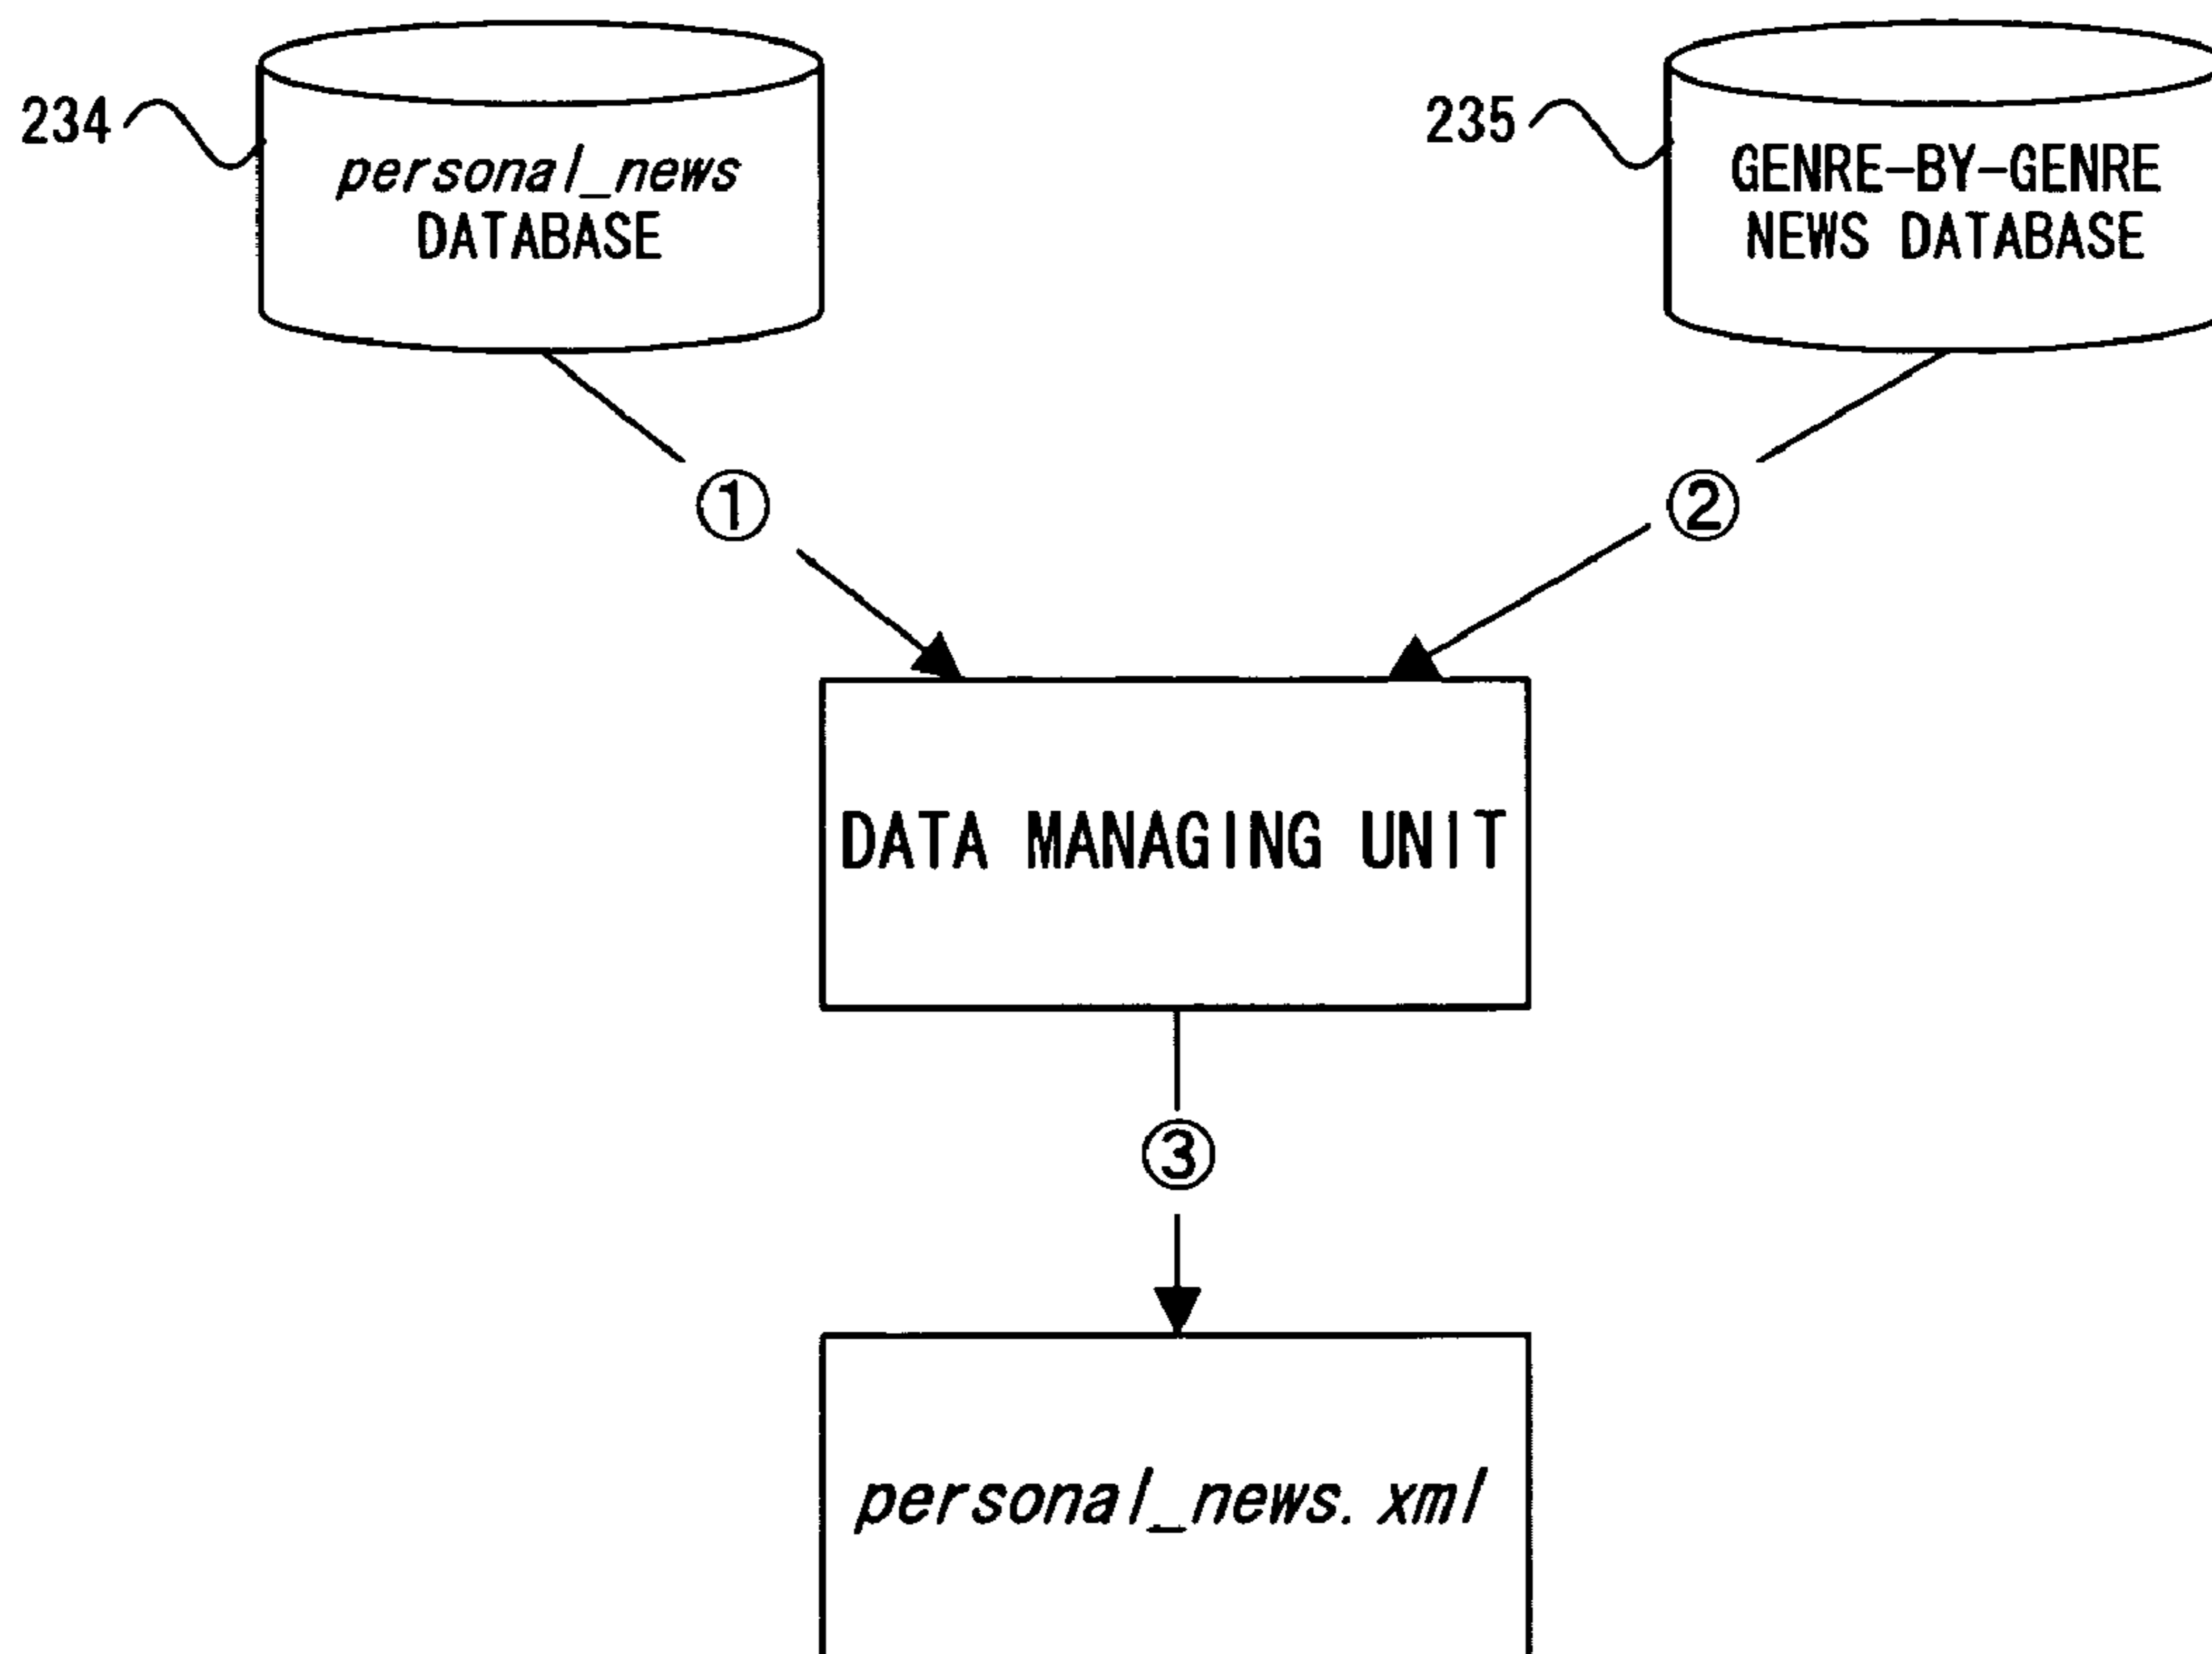 234
personal_news
DATABASE
235
GENRE-BY-GENRE
NEWS DATABASE
①
②
DATA MANAGING UNIT
③
personal_news.xml